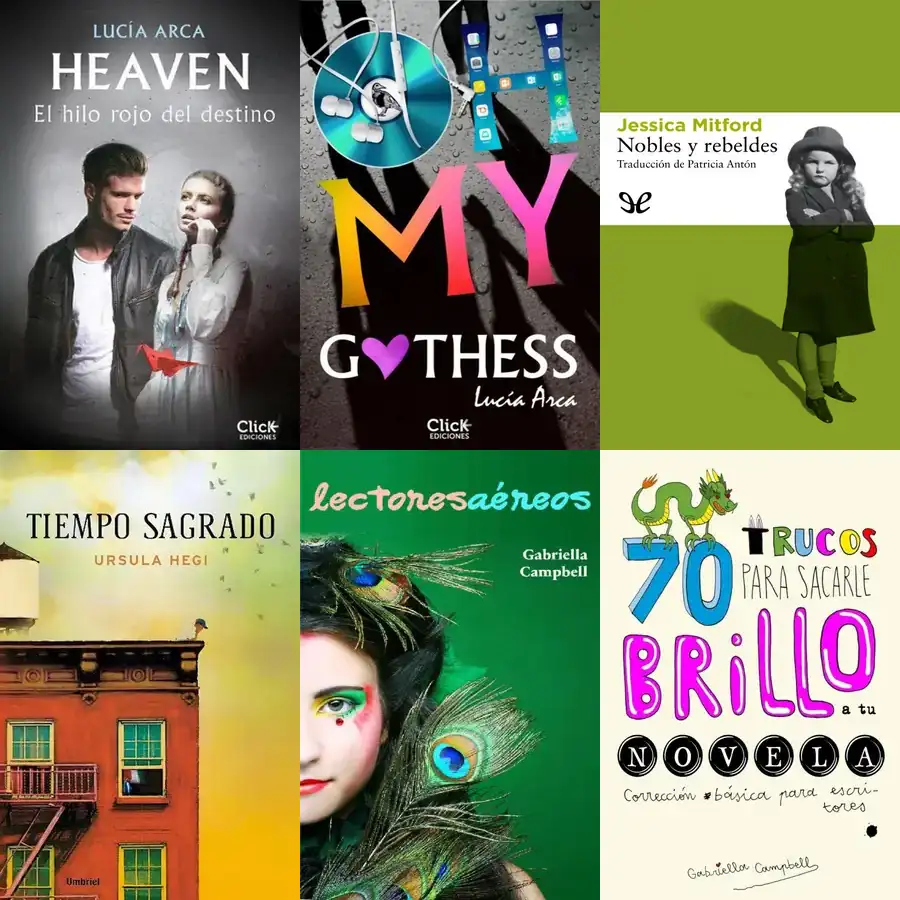 LUCÍA ARCA
HEAVEN
El hilo rojo del destino
Click
EDICIONES
OH
MY
G THESS
Lucía Arca
Click
EDICIONES
Jessica Mitford
Nobles y rebeldes
Traducción de Patricia Antón
TIEMPO SAGRADO
URSULA HEGI
Umbriel
lectoresaéreos
Gabriella
Campbell
70 TRUCOS
PARA SACARLE
BRiLLO
a tu
NOVELA
Corrección básica para escri-
tores
Gabriella Campbell